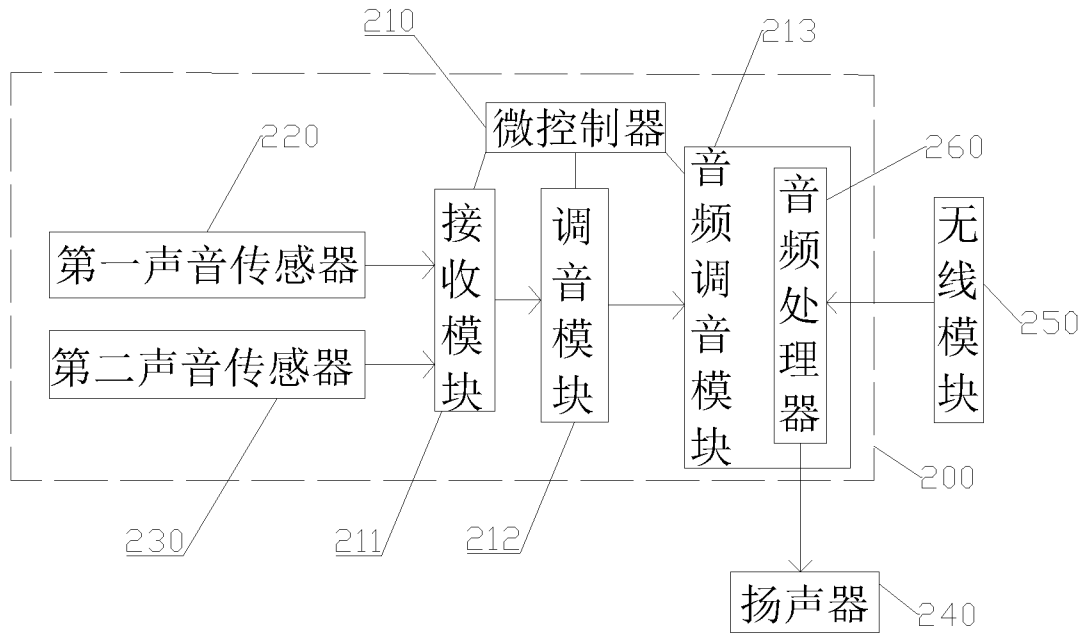 210
213
微控制器
220
260
音频调音模块
音频处理器
接收模块
调音模块
无线模块
第一声音传感器
250
第二声音传感器
200
230
211
212
扬声器
240